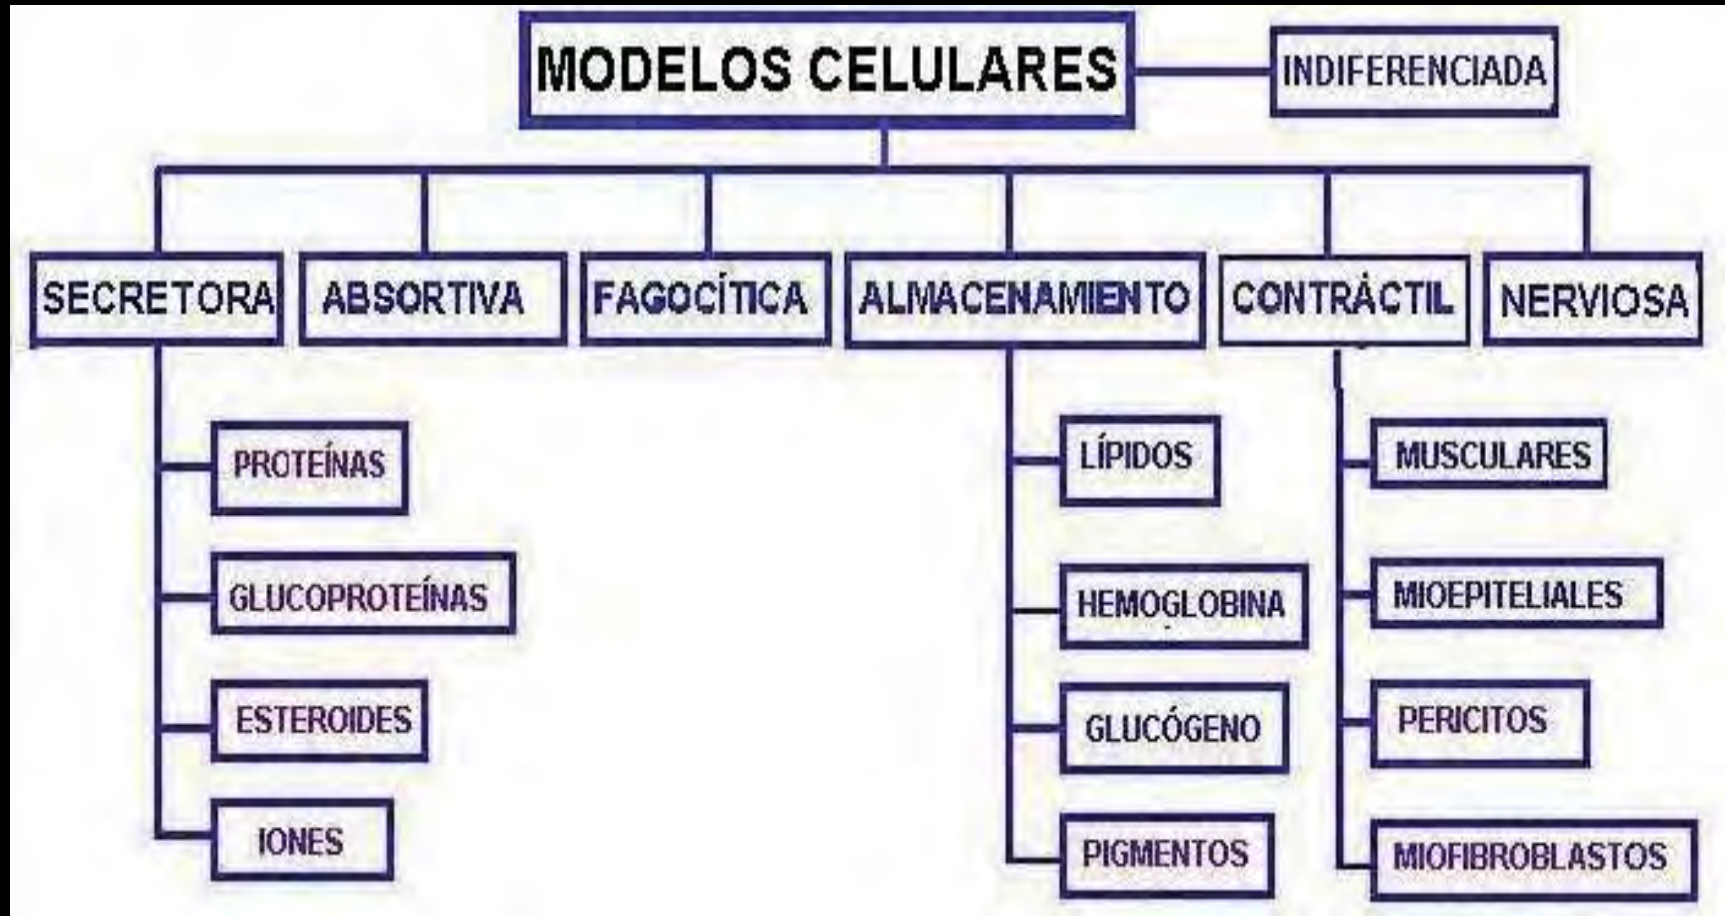 MODELOS CELULARES
INDIFERENCIADA
SECRETORA
ABSORTIVA
FAGOCÍTICA
ALMACENAMIENTO
CONTRÁCTIL
NERVIOSA
PROTEÍNAS
GLUCOPROTEÍNAS
ESTEROIDES
IONES
LÍPIDOS
HEMOGLOBINA
GLUCÓGENO
PIGMENTOS
MUSCULARES
MIOEPITELIALES
PERICITOS
MIOFIBROBLASTOS